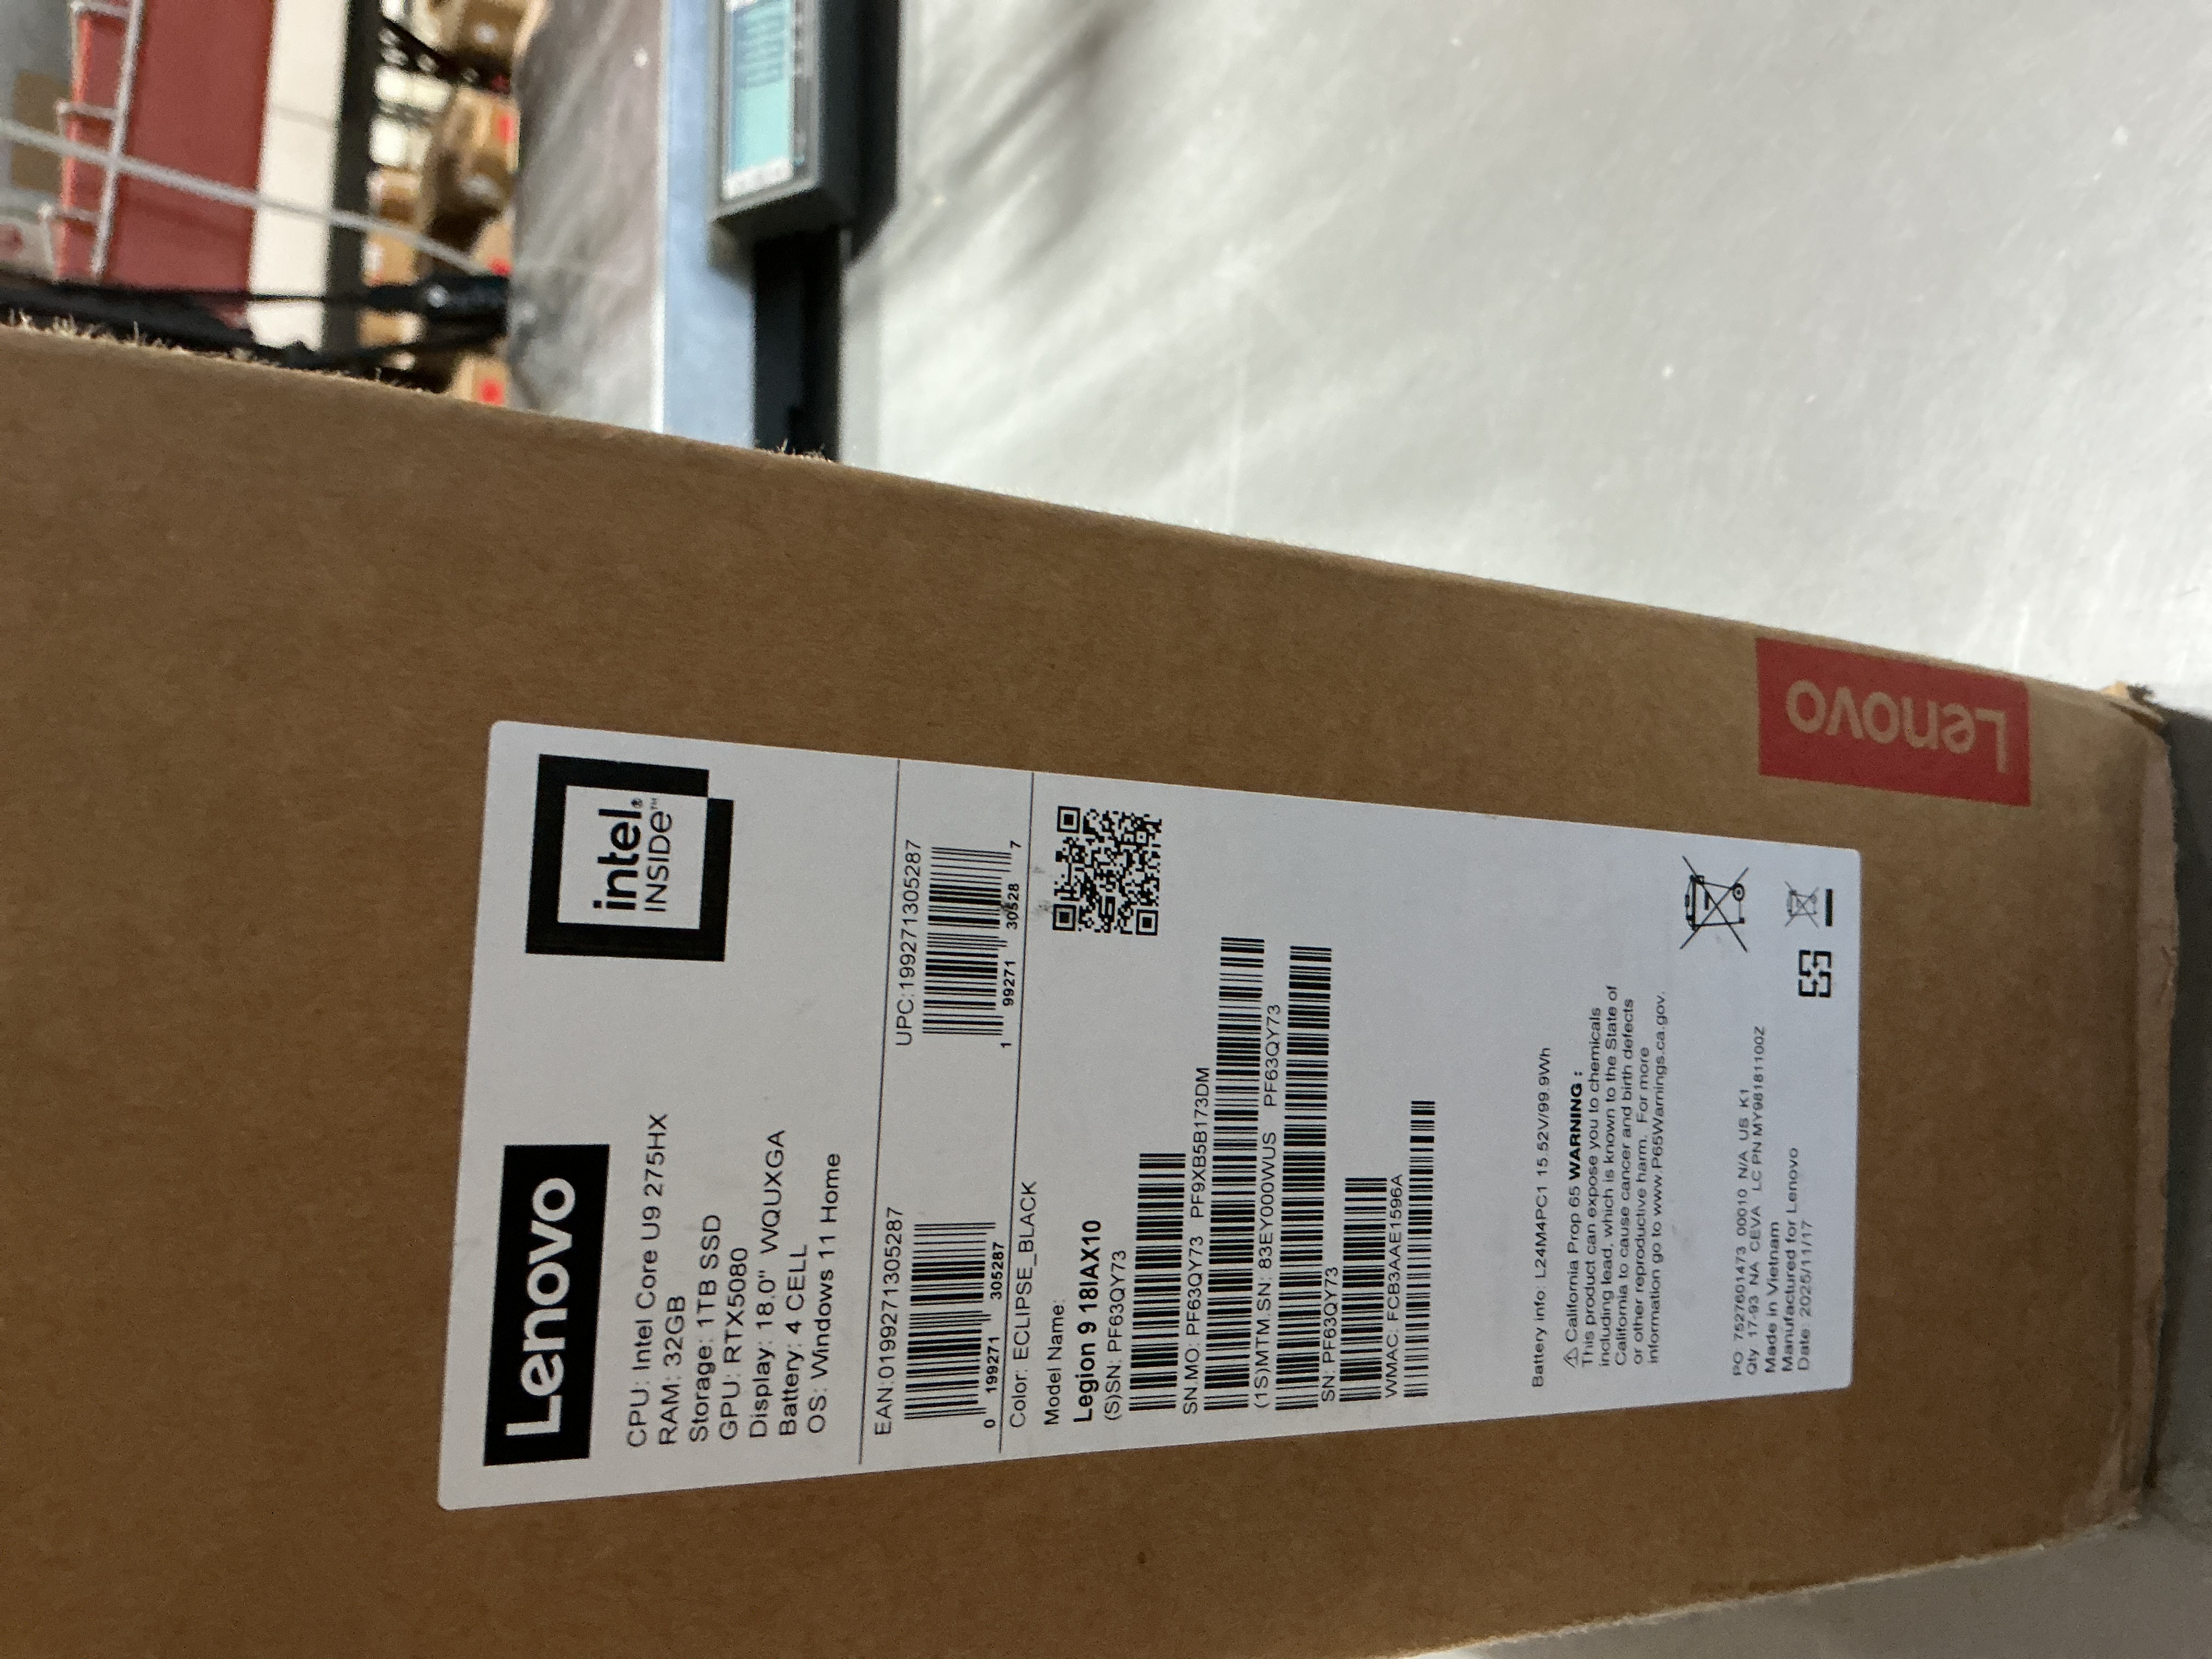 Lenovo
intel.
INSIDE™
CPU: Intel Core U9 275HX
RAM: 32GB
Storage: 1TB SSD
GPU: RTX5080
Display: 18.0" WQUXGA
Battery: 4 CELL
OS: Windows 11 Home
EAN:0199271305287
UPC:199271305287
0 199271 305287
1 99271 30528 7
Color: ECLIPSE_BLACK
Model Name:
Legion 9 18IAX10
(S)SN: PF63QY73
SN.MO: PF63QY73 PF9XB5B173DM
(1S)MTM.SN: 83EY000WUS PF63QY73
SN: PF63QY73
WMAC: FCB3AAE1596A
Battery info: L24M4PC1 15.52V/99.9Wh
⚠ California Prop 65 WARNING :
This product can expose you to chemicals
including lead, which is known to the State of
California to cause cancer and birth defects
or other reproductive harm. For more
information go to www.P65Warnings.ca.gov.
PO 7527601473 00010 N/A US K1
Qty 17-93 NA CEVA LC PN MY98181100Z
Made in Vietnam
Manufactured for Lenovo
Date: 2025/11/17
Lenovo